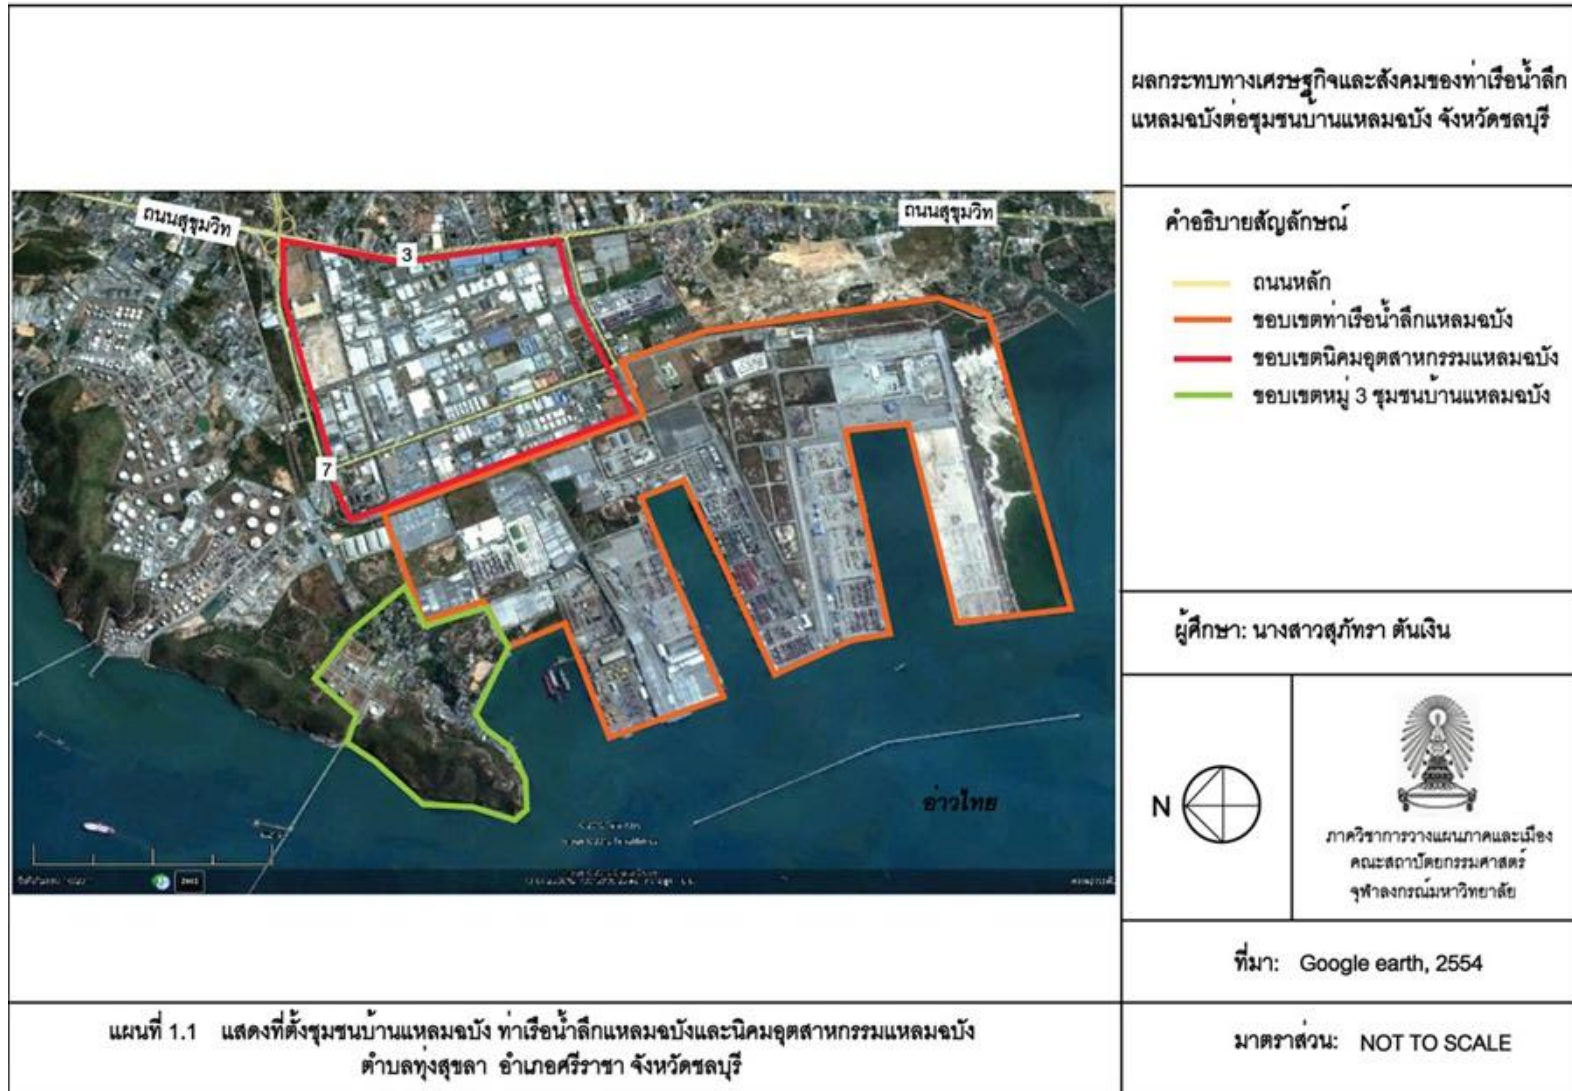 ผลกระทบทางเศรษฐกิจและสังคมของท่าเรือน้ำลึก
แหลมฉบังต่อชุมชนบ้านแหลมฉบัง จังหวัดชลบุรี
ถนนสุขุมวิท
ถนนสุขุมวิท
3
7
อ่าวไทย
คำอธิบายสัญลักษณ์
ถนนหลัก
ขอบเขตท่าเรือน้ำลึกแหลมฉบัง
ขอบเขตนิคมอุตสาหกรรมแหลมฉบัง
ขอบเขตหมู่ 3 ชุมชนบ้านแหลมฉบัง
ผู้ศึกษา: นางสาวสุภัทรา ตันเงิน
N
ภาควิชาการวางแผนภาคและเมือง
คณะสถาปัตยกรรมศาสตร์
จุฬาลงกรณ์มหาวิทยาลัย
ที่มา: Google earth, 2554
แผนที่ 1.1 แสดงที่ตั้งชุมชนบ้านแหลมฉบัง ท่าเรือน้ำลึกแหลมฉบังและนิคมอุตสาหกรรมแหลมฉบัง
ตำบลทุ่งสุขลา อำเภอศรีราชา จังหวัดชลบุรี
มาตราส่วน: NOT TO SCALE